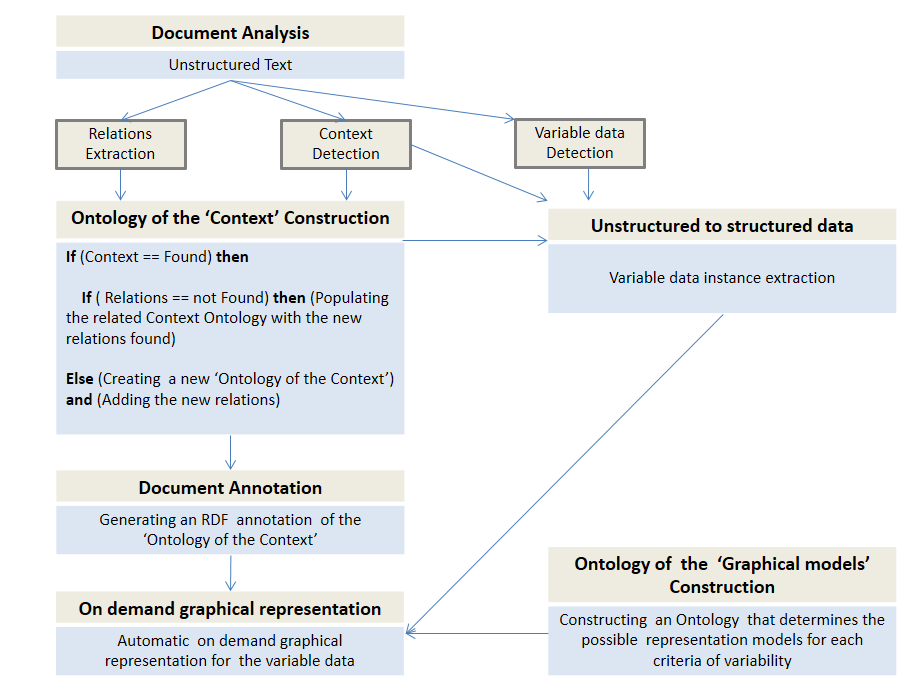 Document Analysis
Unstructured Text
Relations
Extraction
Context
Detection
Variable data
Detection
Ontology of the ‘Context’ Construction
If (Context == Found) then
If ( Relations == not Found) then (Populating
the related Context Ontology with the new
relations found)
Else (Creating a new ‘Ontology of the Context’)
and (Adding the new relations)
Unstructured to structured data
Variable data instance extraction
Document Annotation
Generating an RDF annotation of the
‘Ontology of the Context’
On demand graphical representation
Automatic on demand graphical
representation for the variable data
Ontology of the ‘Graphical models’
Construction
Constructing an Ontology that determines the
possible representation models for each
criteria of variability